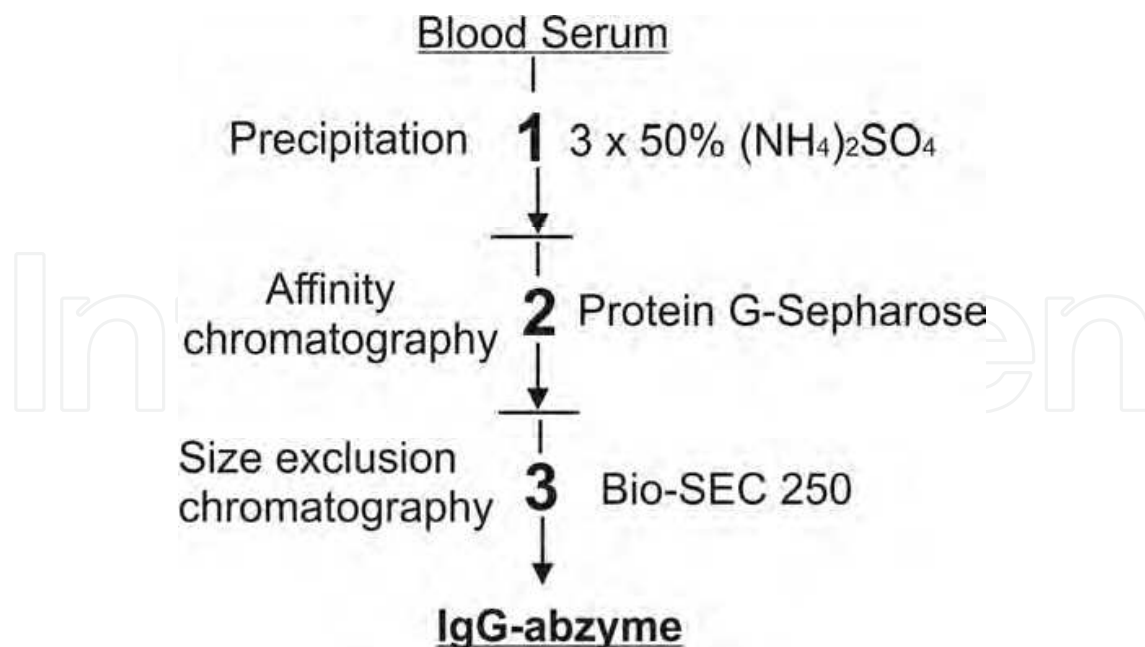 Blood Serum
Precipitation 1 3 x 50% (NH₄)₂SO₄
Affinity
chromatography 2 Protein G-Sepharose
Size exclusion
chromatography 3 Bio-SEC 250
IgG-abzyme